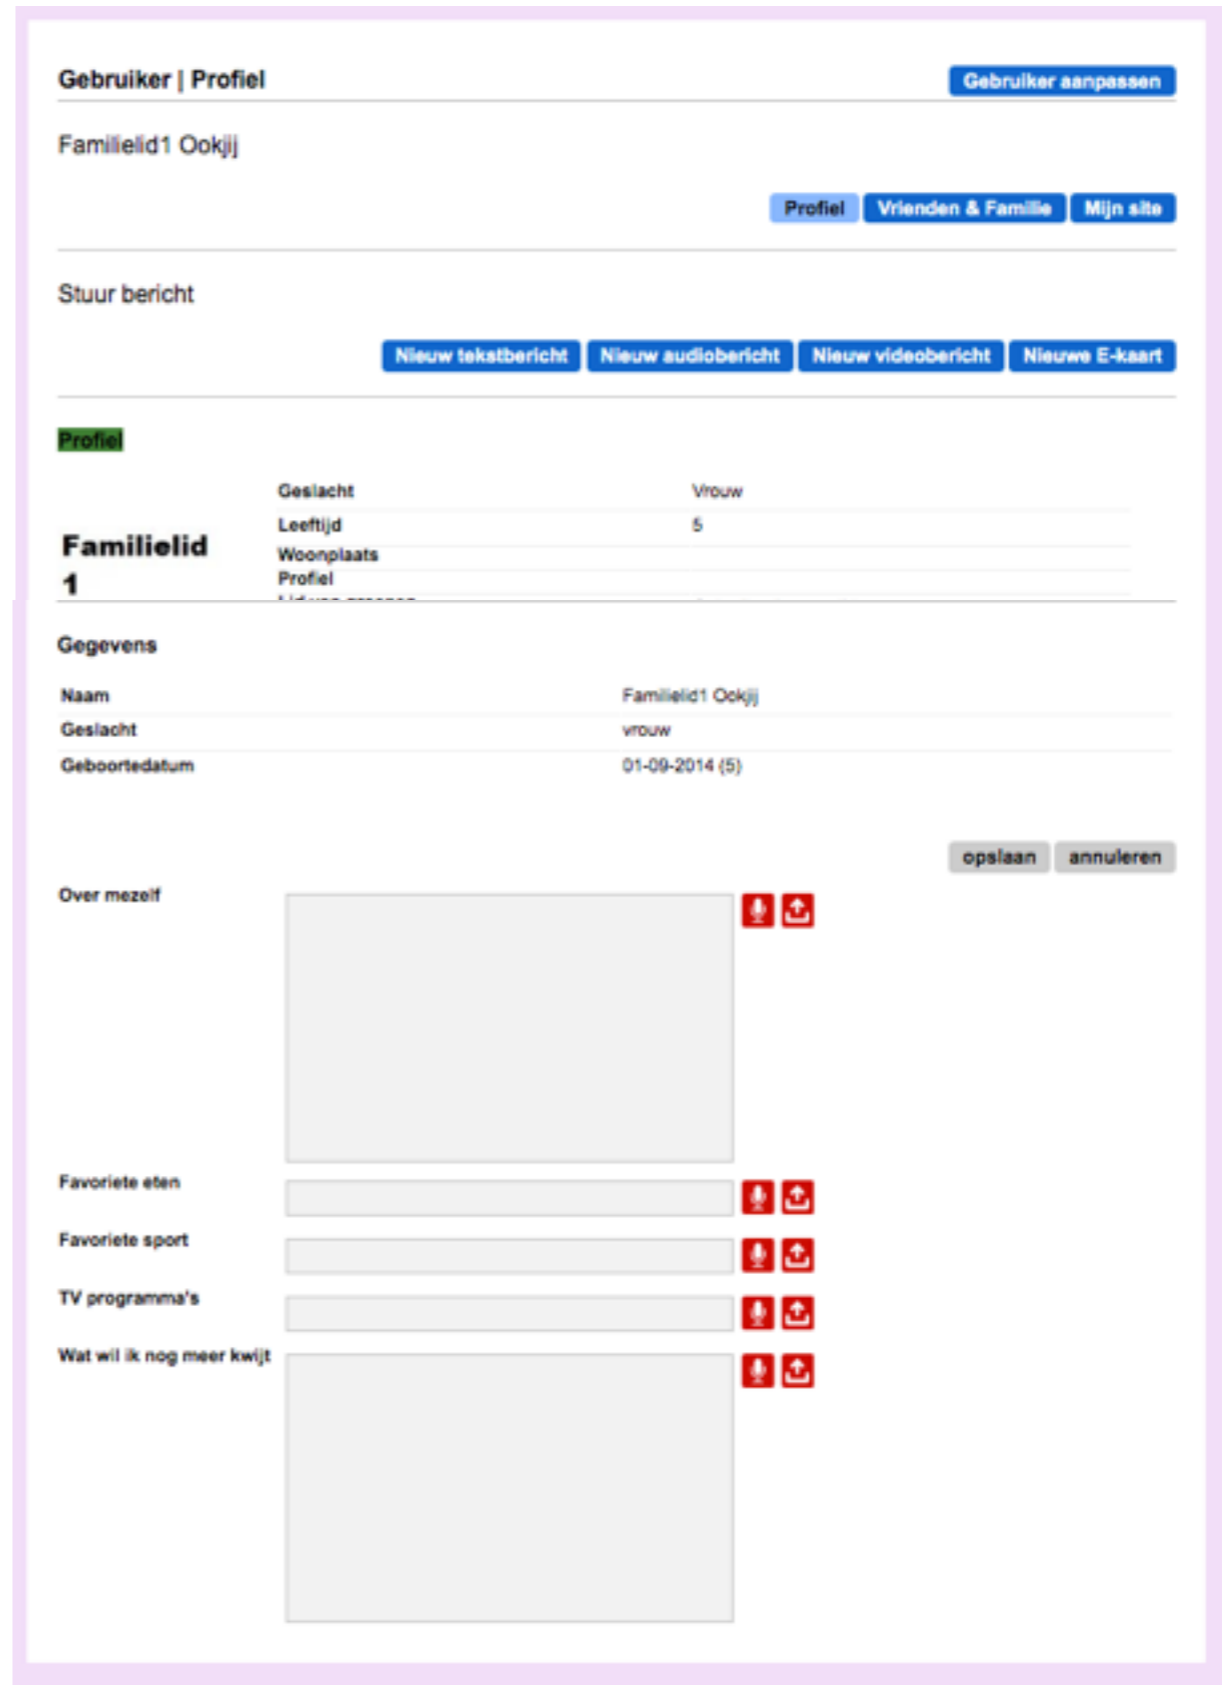 Gebruiker | Profiel
Gebruiker aanpassen
Familielid1 Ookjij
Profiel Vrienden & Familie Mijn site
Stuur bericht
Nieuw tekstbericht Nieuw audiobericht Nieuw videobericht Nieuwe E-kaart
Profiel
Familielid
1
Geslacht Vrouw
Leeftijd 5
Woonplaats
Profiel
Gegevens
Naam Familielid1 Ookjij
Geslacht vrouw
Geboortedatum 01-09-2014 (5)
opslaan annuleren
Over mezelf
Favoriete eten
Favoriete sport
TV programma's
Wat wil ik nog meer kwijt